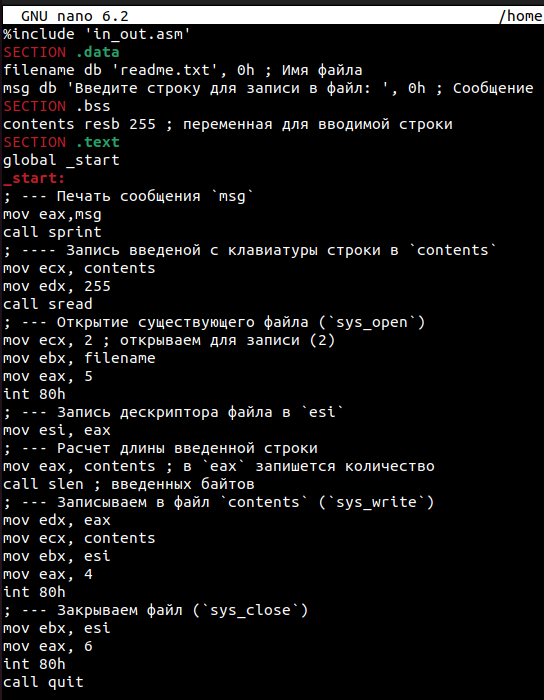 GNU nano 6.2 /home
%include 'in_out.asm'
SECTION .data
filename db 'readme.txt', 0h ; Имя файла
msg db 'Введите строку для записи в файл: ', 0h ; Сообщение
SECTION .bss
contents resb 255 ; переменная для вводимой строки
SECTION .text
global _start
_start:
; --- Печать сообщения `msg`
mov eax,msg
call sprint
; ---- Запись введеной с клавиатуры строки в `contents`
mov ecx, contents
mov edx, 255
call sread
; --- Открытие существующего файла (`sys_open`)
mov ecx, 2 ; открываем для записи (2)
mov ebx, filename
mov eax, 5
int 80h
; --- Запись дескриптора файла в `esi`
mov esi, eax
; --- Расчет длины введенной строки
mov eax, contents ; в `eax` запишется количество
call slen ; введенных байтов
; --- Записываем в файл `contents` (`sys_write`)
mov edx, eax
mov ecx, contents
mov ebx, esi
mov eax, 4
int 80h
; --- Закрываем файл (`sys_close`)
mov ebx, esi
mov eax, 6
int 80h
call quit